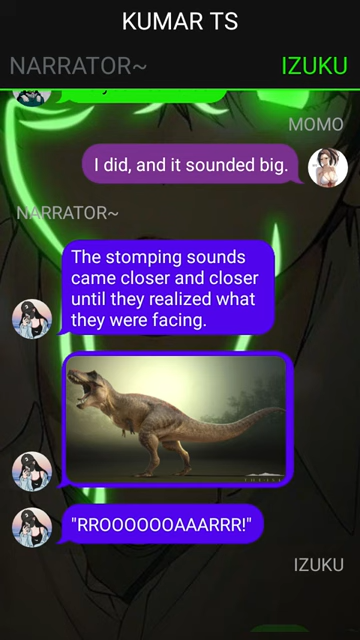 KUMAR TS
NARRATOR~
IZUKU
MOMO
I did, and it sounded big.
NARRATOR~
The stomping sounds
came closer and closer
until they realized what
they were facing.
"RROOOOOOAAARRR!"
IZUKU